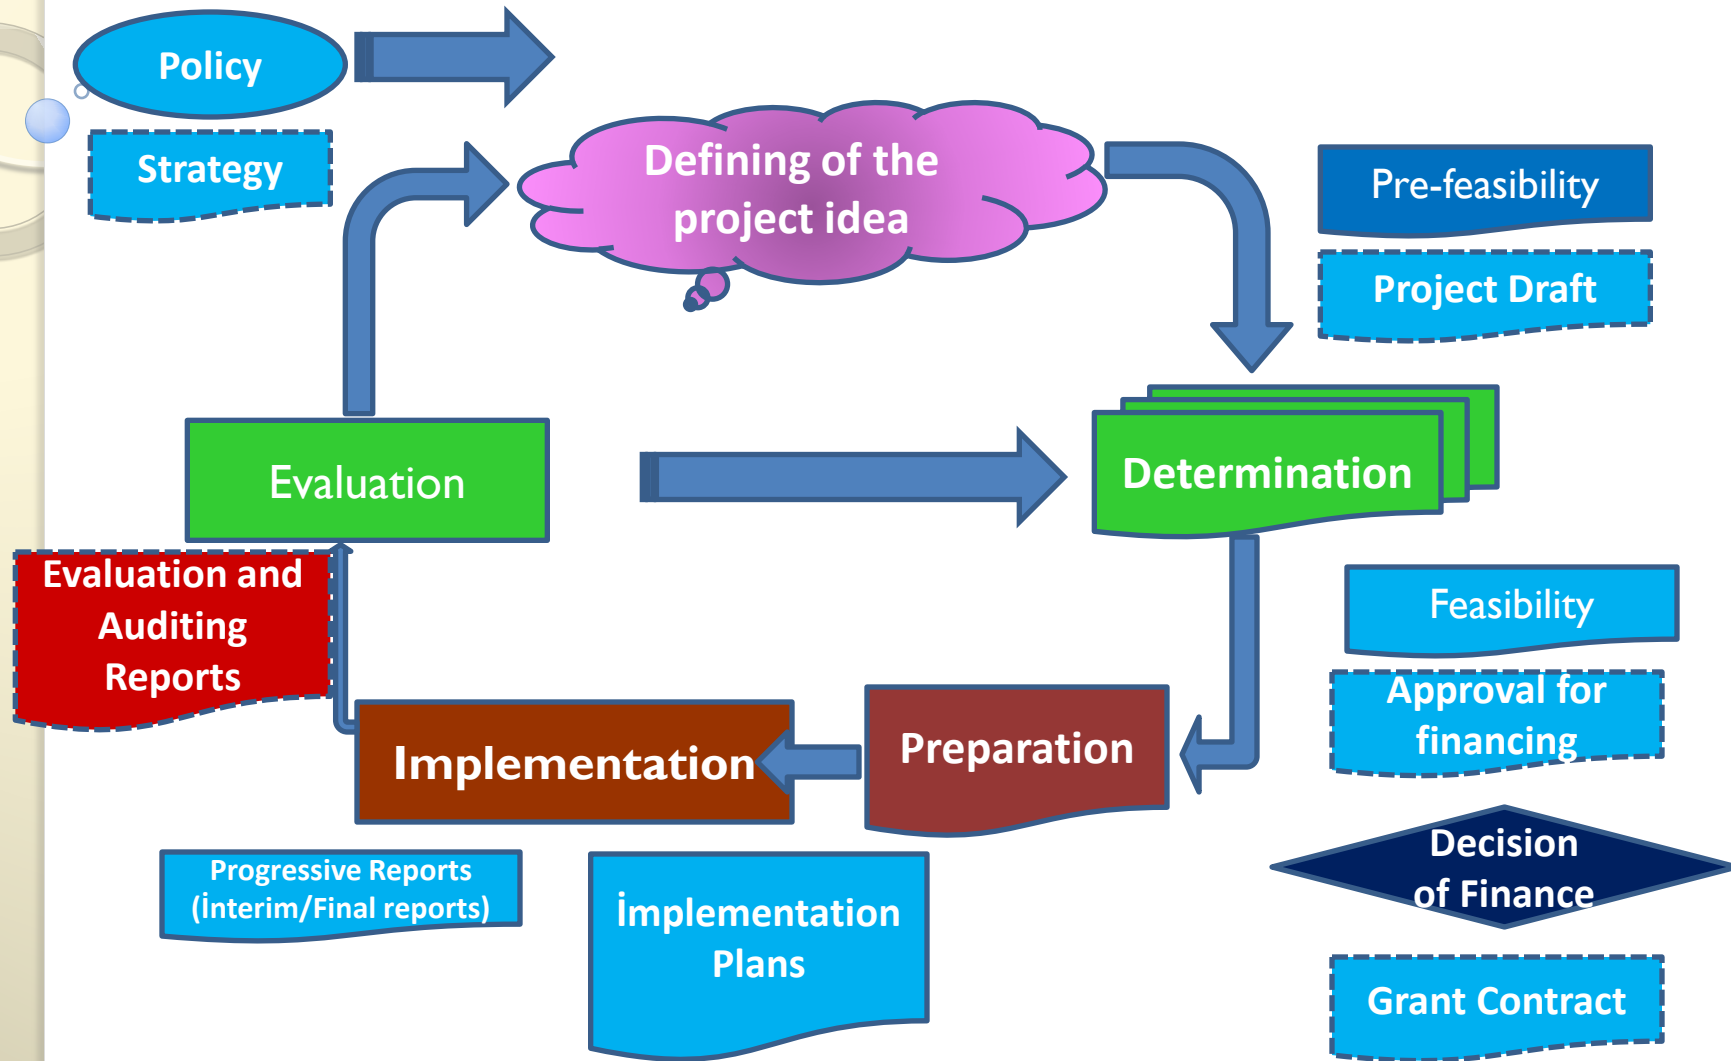 Policy
Strategy
Defining of the
project idea
Pre-feasibility
Project Draft
Evaluation
Determination
Evaluation and
Auditing
Reports
Feasibility
Approval for
financing
Implementation
Preparation
Decision
of Finance
Progressive Reports
(İnterim/Final reports)
İmplementation
Plans
Grant Contract